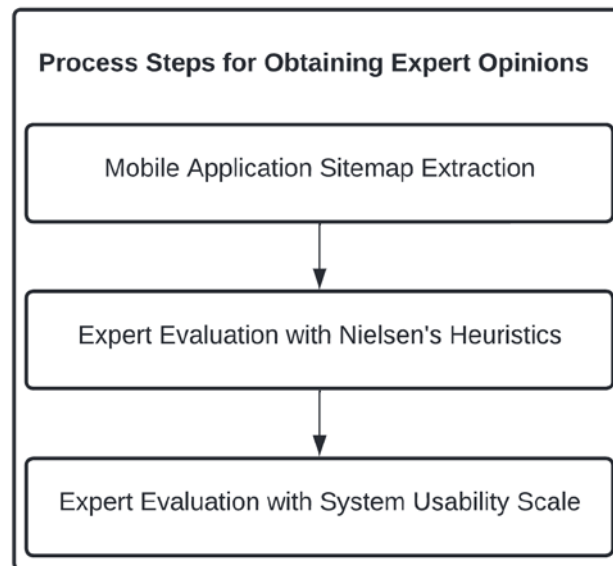 Process Steps for Obtaining Expert Opinions
Mobile Application Sitemap Extraction
Expert Evaluation with Nielsen's Heuristics
Expert Evaluation with System Usability Scale